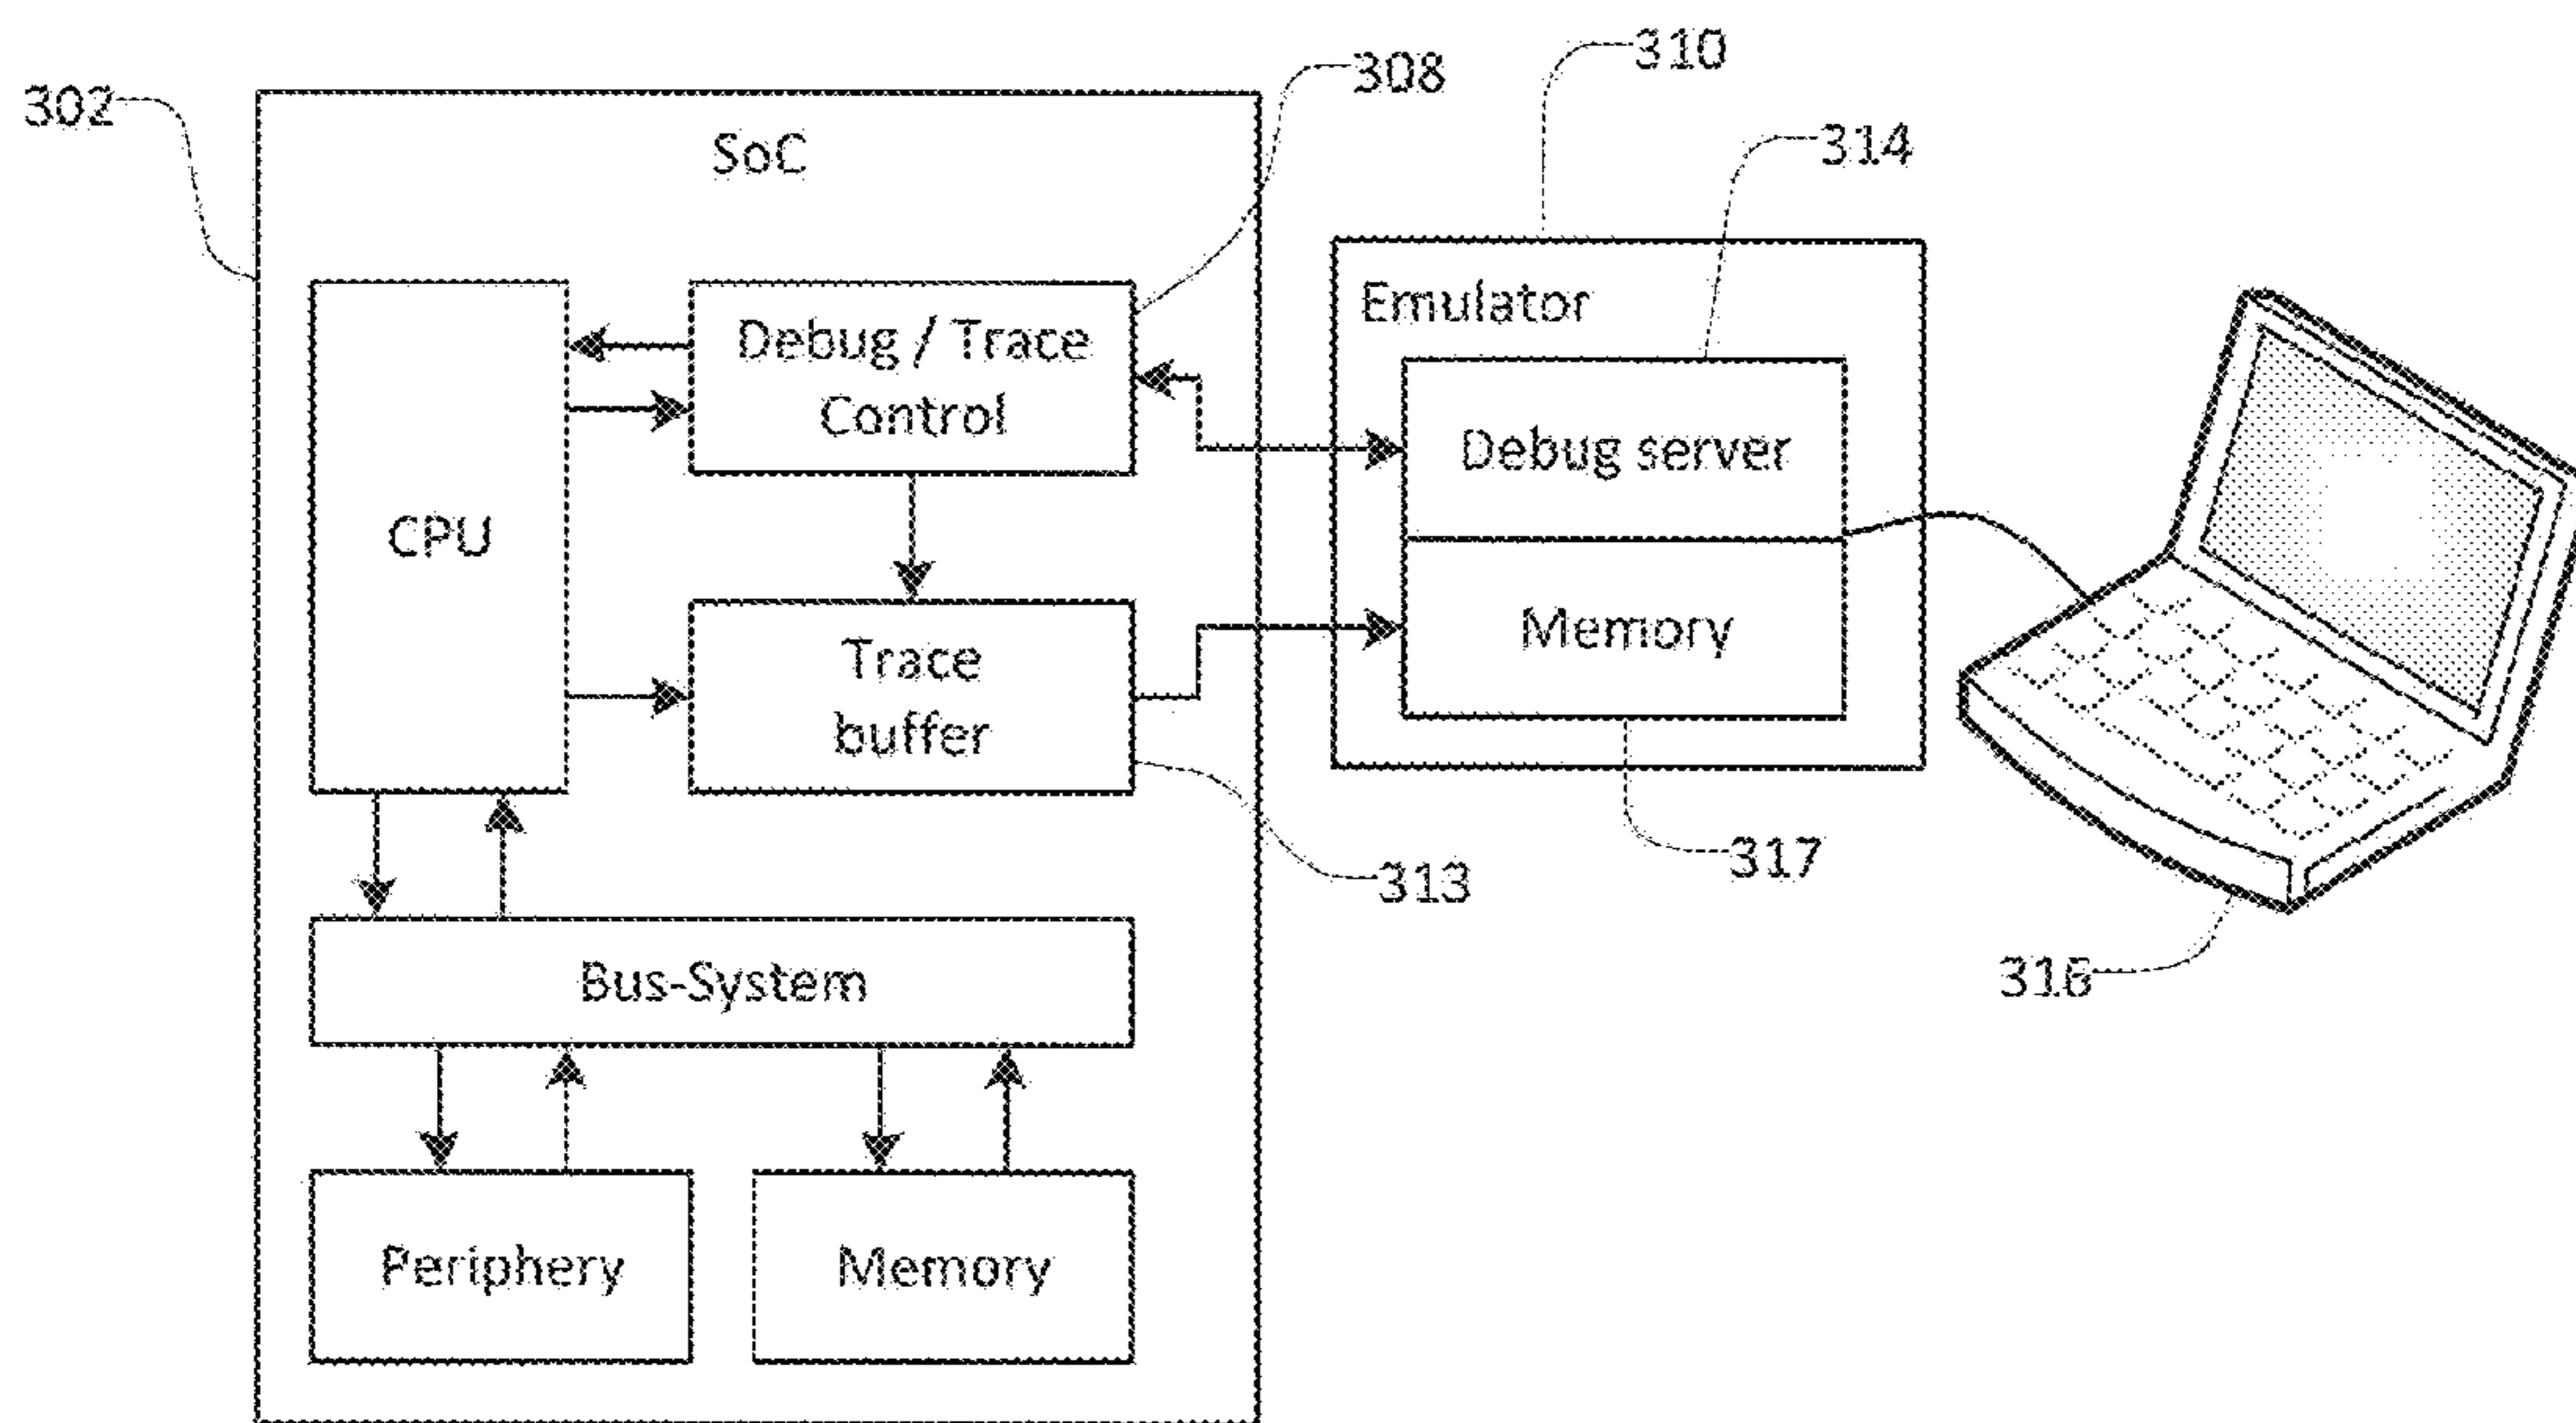 310
308
302
SoC
314
Emulator
Debug / Trace
Control
Debug server
CPU
Memory
Trace
buffer
317
313
316
Bus-System
Periphery
Memory